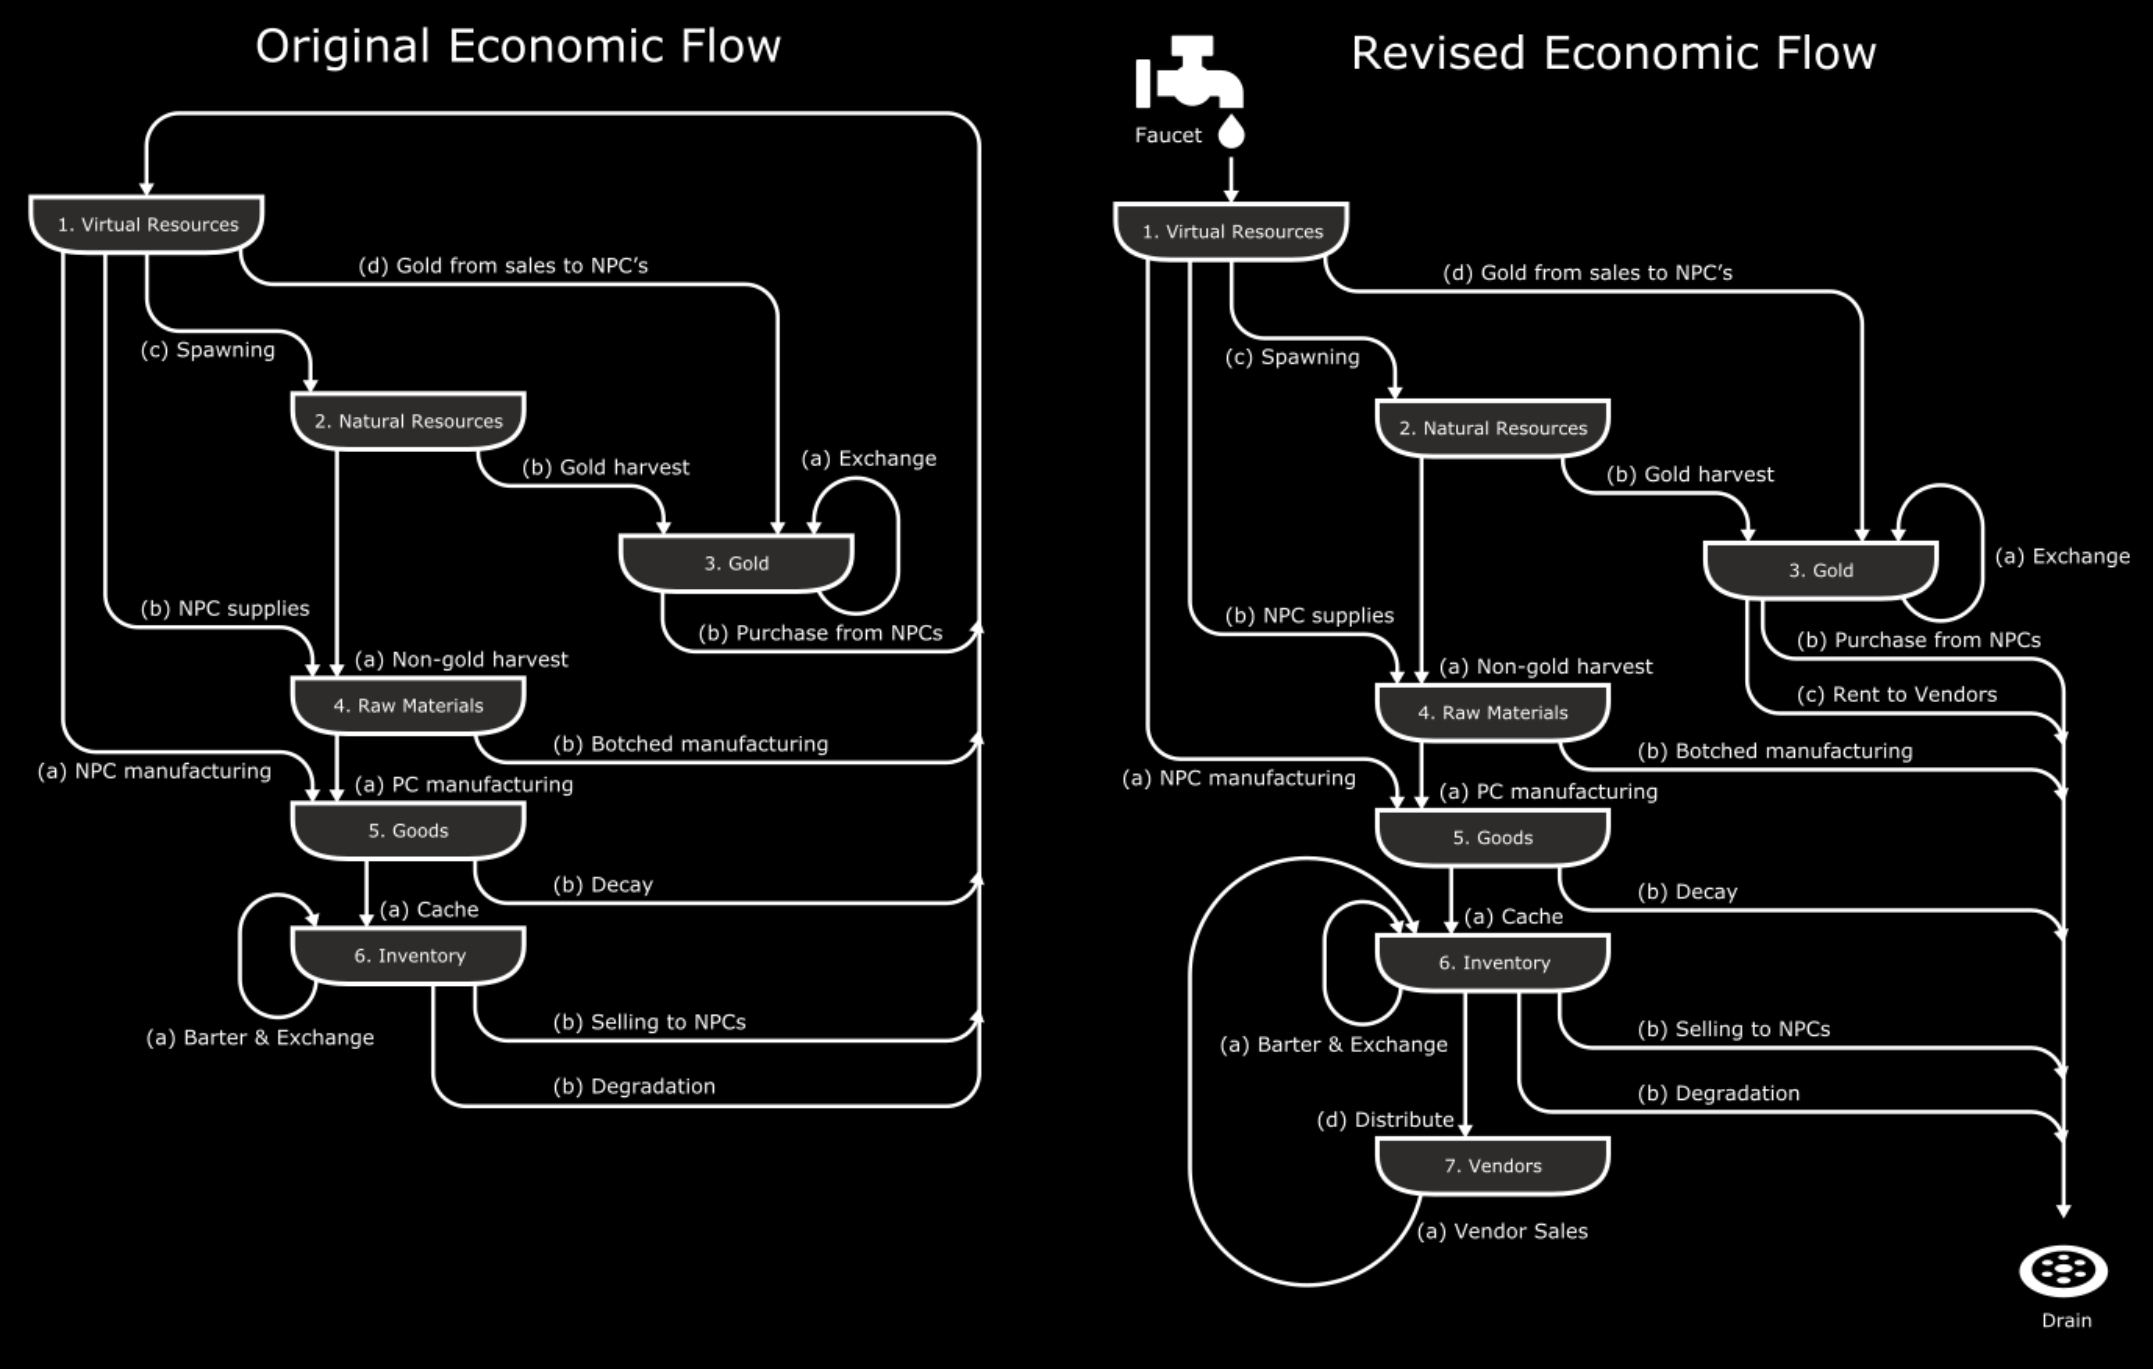 Original Economic Flow
1. Virtual Resources
(d) Gold from sales to NPC’s
(c) Spawning
2. Natural Resources
(b) Gold harvest
(a) Exchange
3. Gold
(b) NPC supplies
(b) Purchase from NPCs
(a) Non-gold harvest
4. Raw Materials
(b) Botched manufacturing
(a) NPC manufacturing
(a) PC manufacturing
5. Goods
(b) Decay
(a) Cache
6. Inventory
(b) Selling to NPCs
(a) Barter & Exchange
(b) Degradation
Revised Economic Flow
Faucet
1. Virtual Resources
(d) Gold from sales to NPC’s
(c) Spawning
2. Natural Resources
(b) Gold harvest
(a) Exchange
3. Gold
(b) NPC supplies
(b) Purchase from NPCs
(a) Non-gold harvest
(c) Rent to Vendors
4. Raw Materials
(b) Botched manufacturing
(a) NPC manufacturing
(a) PC manufacturing
5. Goods
(b) Decay
(a) Cache
6. Inventory
(b) Selling to NPCs
(a) Barter & Exchange
(b) Degradation
(d) Distribute
7. Vendors
(a) Vendor Sales
Drain